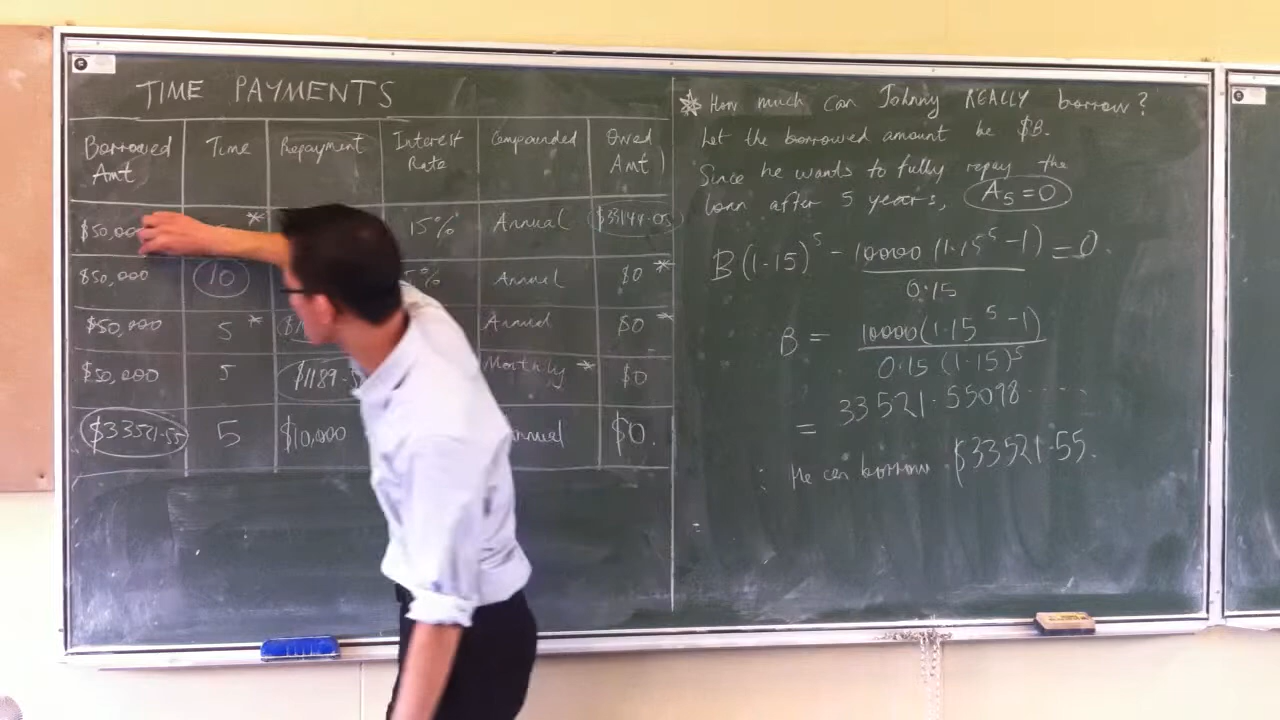 TIME PAYMENTS
Borrowed Amt Time Repayment Interest Rate Compounded Owed Amt
$50,000 * 15% Annual $33144.05
$50,000 10 5% Annual $0 *
$50,000 5 * Annual $0 *
$50,000 5 $1189. Monthly * $0
$33521.55 5 $10,000 $0.
* How much can Johnny REALLY borrow?
Let the borrowed amount be $B.
Since he wants to fully repay the
loan after 5 years, A5=0
B(1.15)^5 - 10000(1.15^5 - 1) / 0.15 = 0.
B = 10000(1.15^5 - 1) / 0.15(1.15)^5
= 33521.55098.....
∴ He can borrow $33521.55.